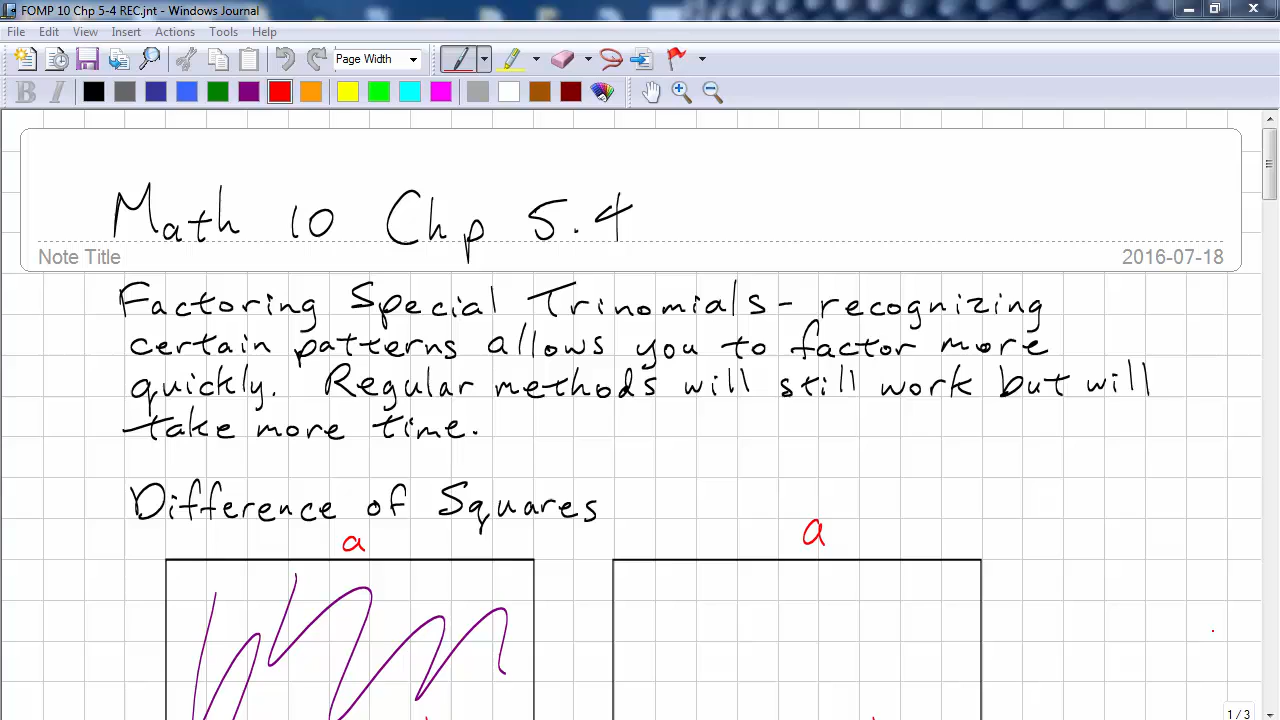 FOMP 10 Chp 5-4 REC.jnt - Windows Journal
File Edit View Insert Actions Tools Help
Page Width
B I
Math 10 Chp 5.4
Note Title 2016-07-18
Factoring Special Trinomials - recognizing
certain patterns allows you to factor more
quickly. Regular methods will still work but will
take more time.
Difference of Squares
a a
1 / 3